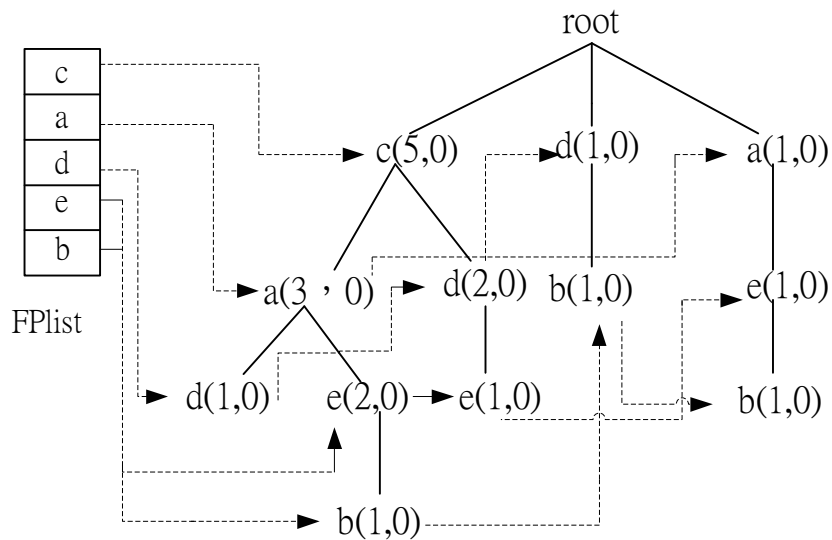 root
c
a
d
e
b
FPlist
c(5,0)
d(1,0)
a(1,0)
a(3，0)
d(2,0)
b(1,0)
e(1,0)
d(1,0)
e(2,0)
e(1,0)
b(1,0)
b(1,0)